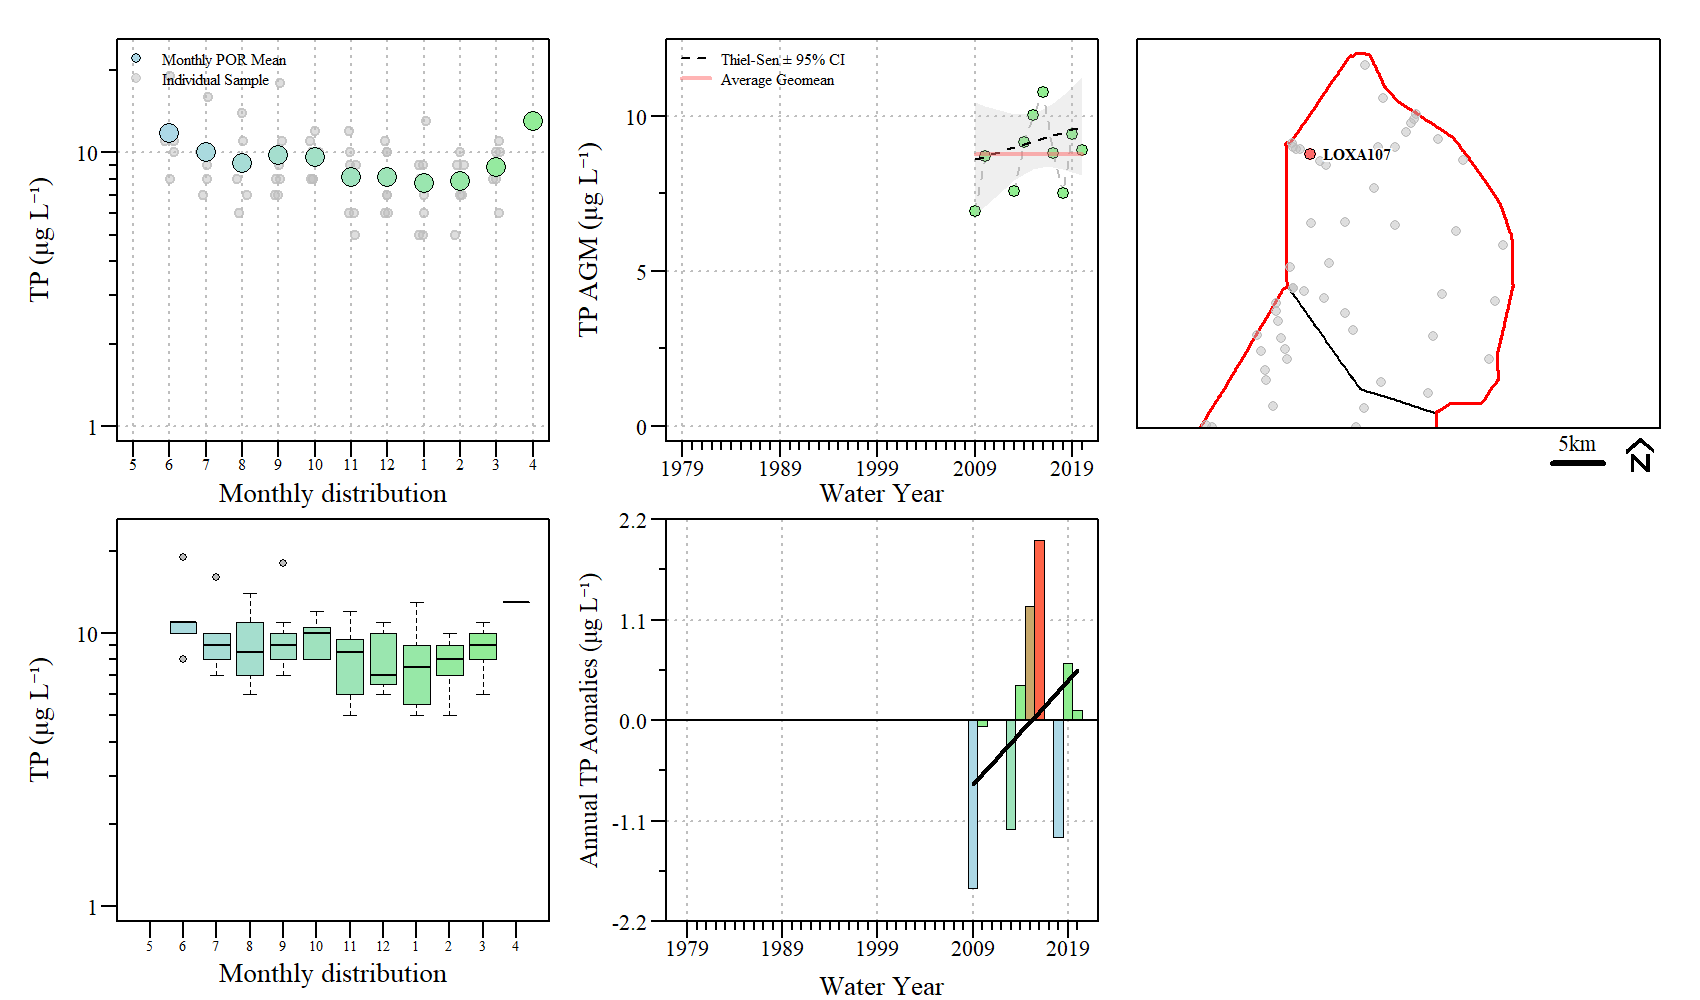 Monthly POR Mean
Individual Sample
TP (µg L⁻¹)
10
1
5 6 7 8 9 10 11 12 1 2 3 4
Monthly distribution
Thiel-Sen ± 95% CI
Average Geomean
TP AGM (µg L⁻¹)
10
5
0
1979 1989 1999 2009 2019
Water Year
LOXA107
5km
N
TP (µg L⁻¹)
10
1
5 6 7 8 9 10 11 12 1 2 3 4
Monthly distribution
Annual TP Aomalies (µg L⁻¹)
2.2
1.1
0.0
-1.1
-2.2
1979 1989 1999 2009 2019
Water Year